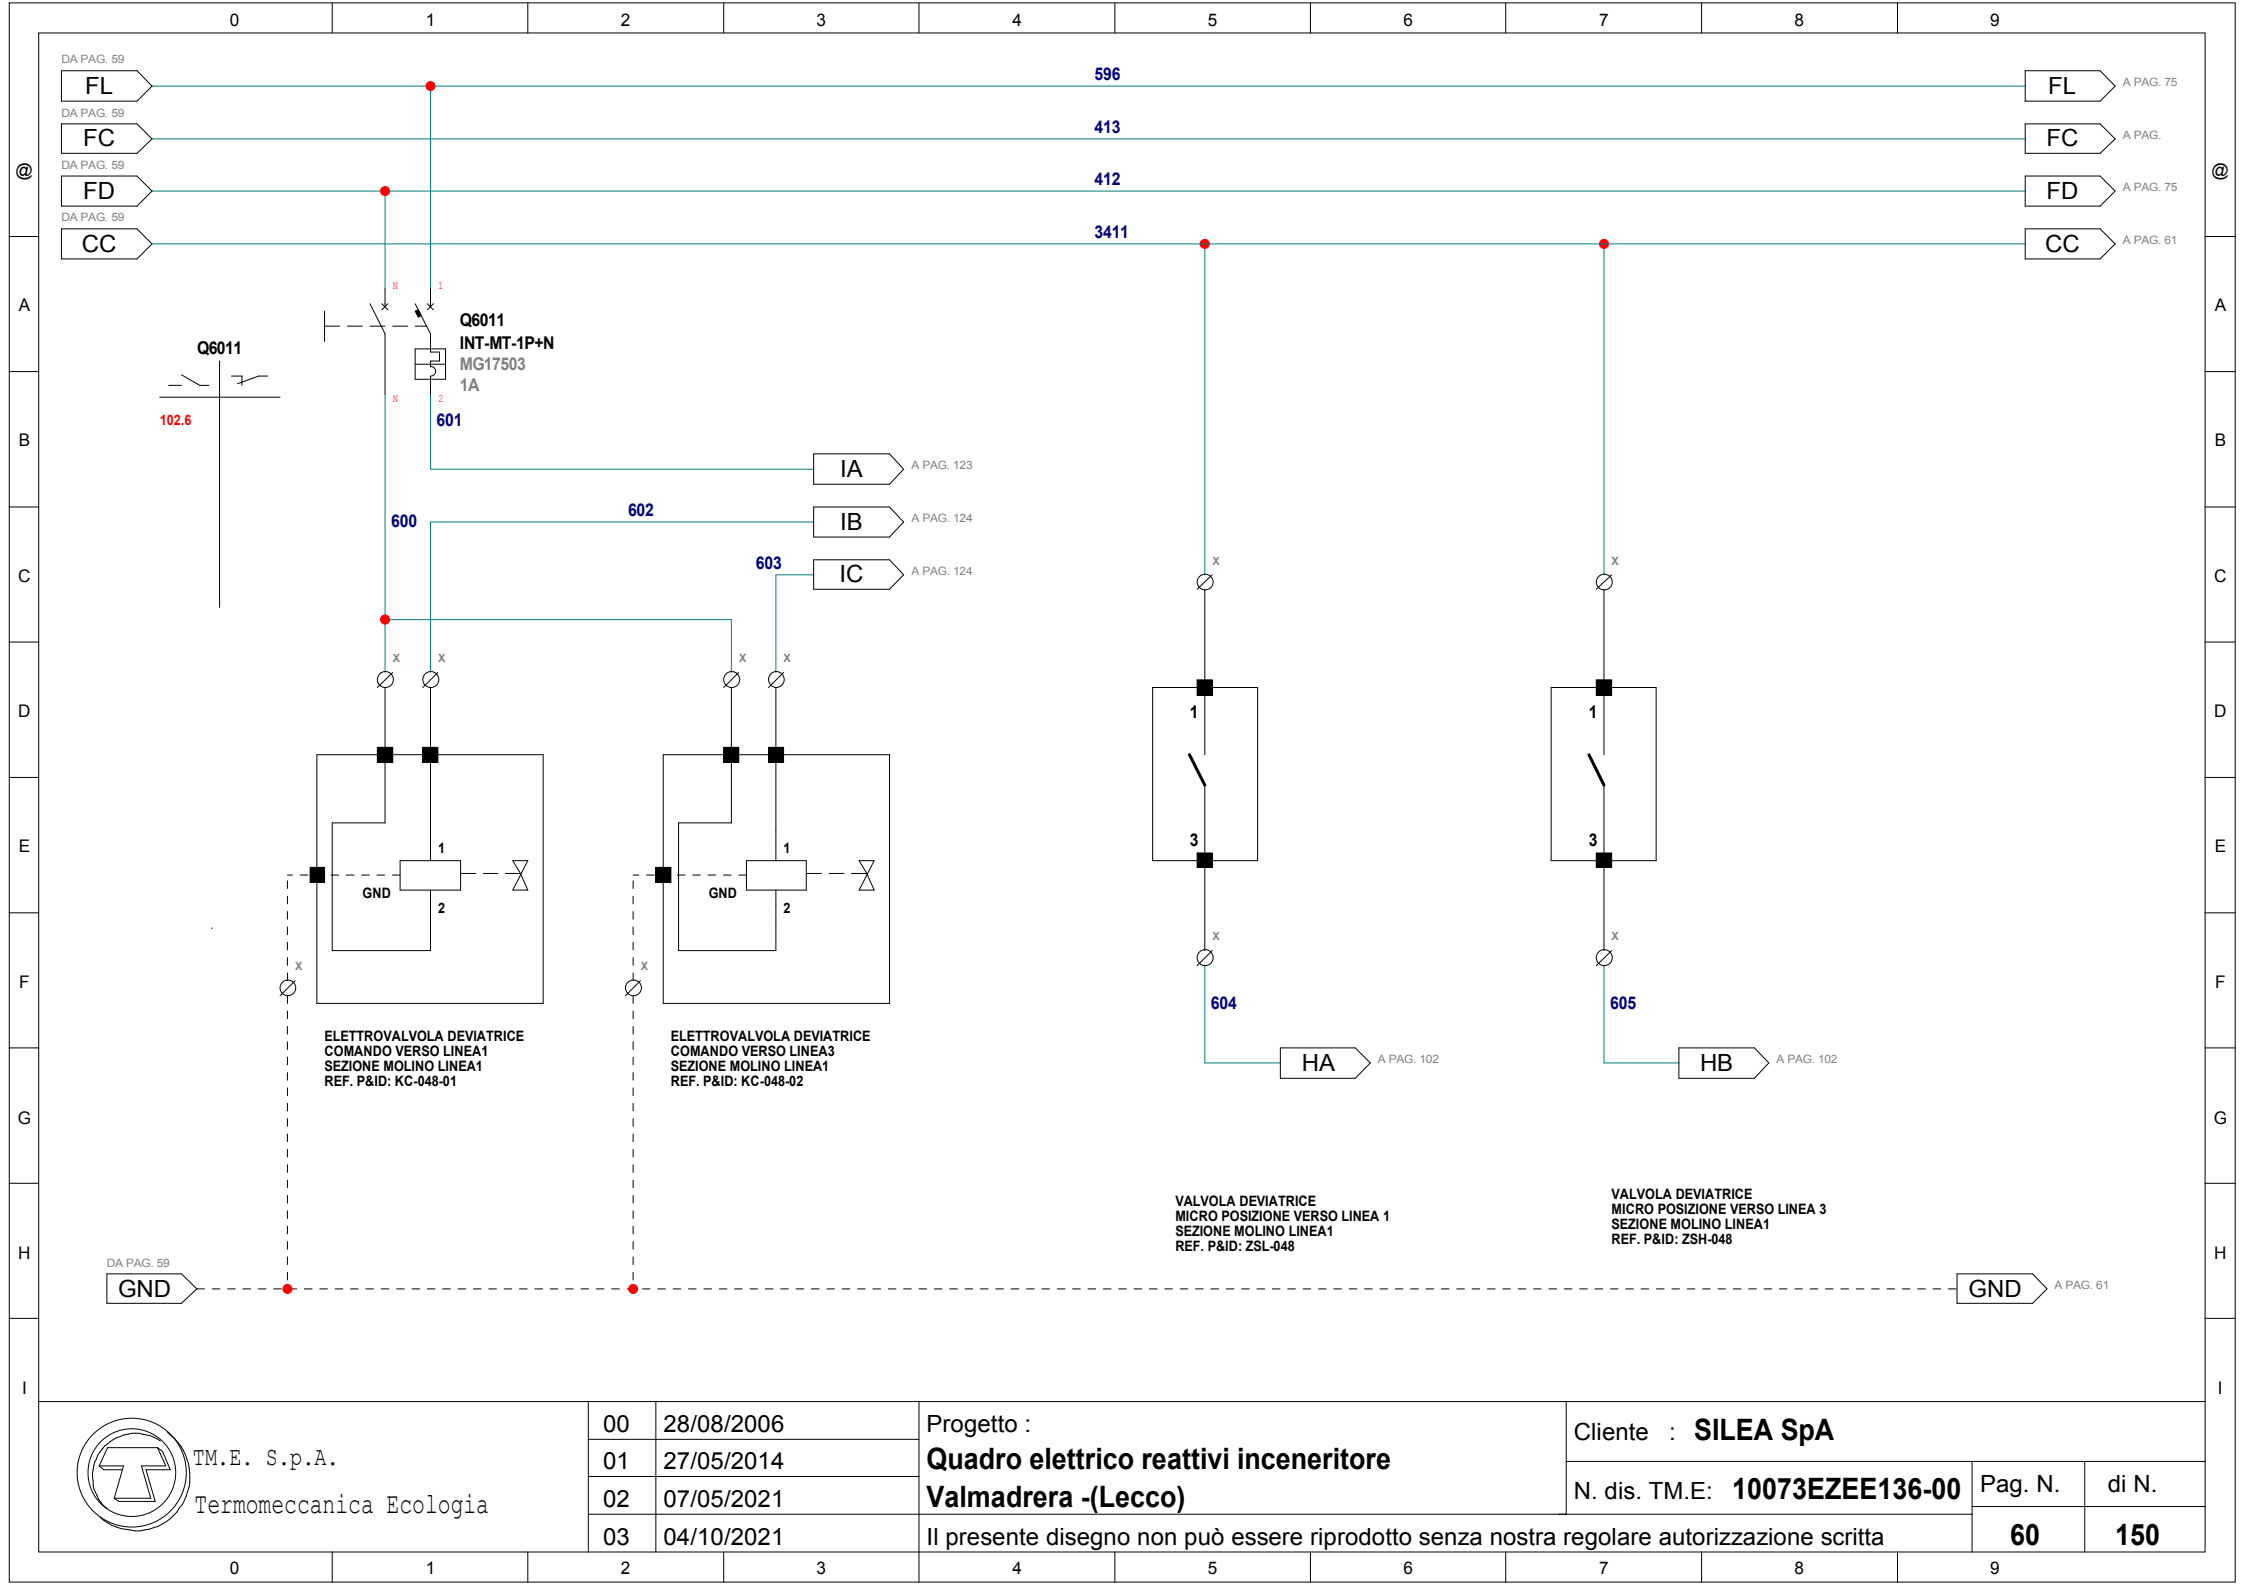 0 1 2 3 4 5 6 7 8 9
DA PAG. 59
FL 596 FL A PAG. 75
DA PAG. 59
FC 413 FC A PAG.
@ @
DA PAG. 59
FD 412 FD A PAG. 75
DA PAG. 59
CC 3411 CC A PAG. 61
N 1
A A
Q6011
INT-MT-1P+N
MG17503
1A
Q6011
N 2
102.6
601
B B
IA A PAG. 123
600 602 IB A PAG. 124
603 IC A PAG. 124
x x
C C
x x x x
D D
1 1
3 3
E E
1 1
GND GND
2 2
x x
x x
F F
604 605
ELETTROVALVOLA DEVIATRICE
COMANDO VERSO LINEA1
SEZIONE MOLINO LINEA1
REF. P&ID: KC-048-01
ELETTROVALVOLA DEVIATRICE
COMANDO VERSO LINEA3
SEZIONE MOLINO LINEA1
REF. P&ID: KC-048-02
HA A PAG. 102
HB A PAG. 102
G G
VALVOLA DEVIATRICE
MICRO POSIZIONE VERSO LINEA 1
SEZIONE MOLINO LINEA1
REF. P&ID: ZSL-048
VALVOLA DEVIATRICE
MICRO POSIZIONE VERSO LINEA 3
SEZIONE MOLINO LINEA1
REF. P&ID: ZSH-048
H H
DA PAG. 59
GND GND A PAG. 61
I I
TM.E. S.p.A.
Termomeccanica Ecologia
00 28/08/2006
01 27/05/2014
02 07/05/2021
03 04/10/2021
Progetto :
Quadro elettrico reattivi inceneritore
Valmadrera -(Lecco)
Il presente disegno non può essere riprodotto senza nostra regolare autorizzazione scritta
Cliente : SILEA SpA
N. dis. TM.E: 10073EZEE136-00
Pag. N. di N.
60 150
0 1 2 3 4 5 6 7 8 9